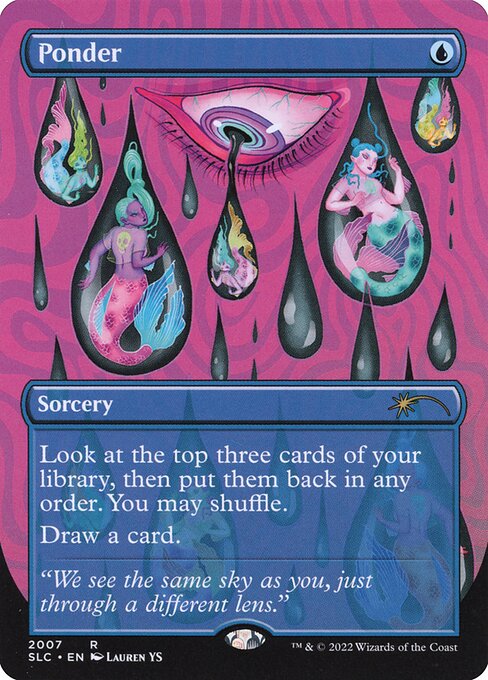 Ponder
Sorcery
Look at the top three cards of your
library, then put them back in any
order. You may shuffle.
Draw a card.
“We see the same sky as you, just
through a different lens.”
2007 R
SLC • EN Lauren YS
™ & © 2022 Wizards of the Coast